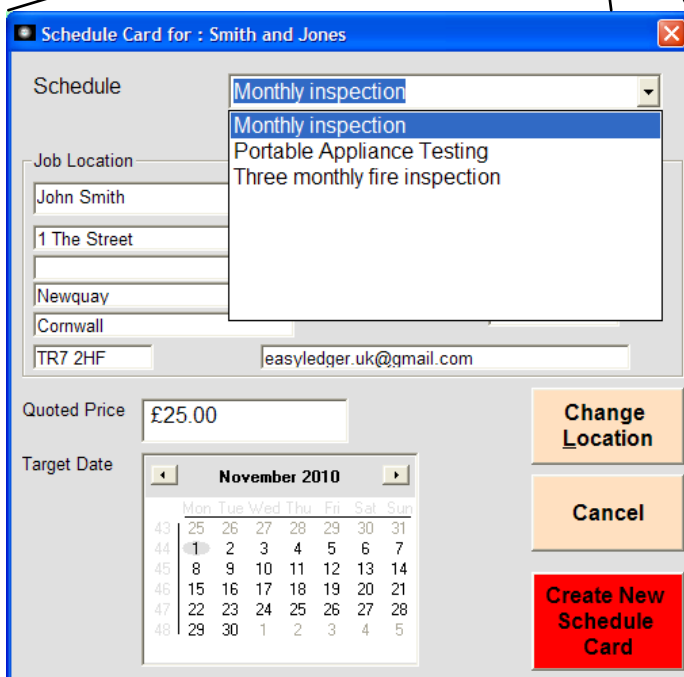 Schedule Card for : Smith and Jones
Schedule
Monthly inspection
Monthly inspection
Portable Appliance Testing
Three monthly fire inspection
Job Location
John Smith
1 The Street
Newquay
Cornwall
TR7 2HF easyledger.uk@gmail.com
Quoted Price £25.00
Change
Location
Target Date
November 2010
Mon Tue Wed Thu Fri Sat Sun
43 25 26 27 28 29 30 31
44 1 2 3 4 5 6 7
45 8 9 10 11 12 13 14
46 15 16 17 18 19 20 21
47 22 23 24 25 26 27 28
48 29 30 1 2 3 4 5
Cancel
Create New
Schedule
Card